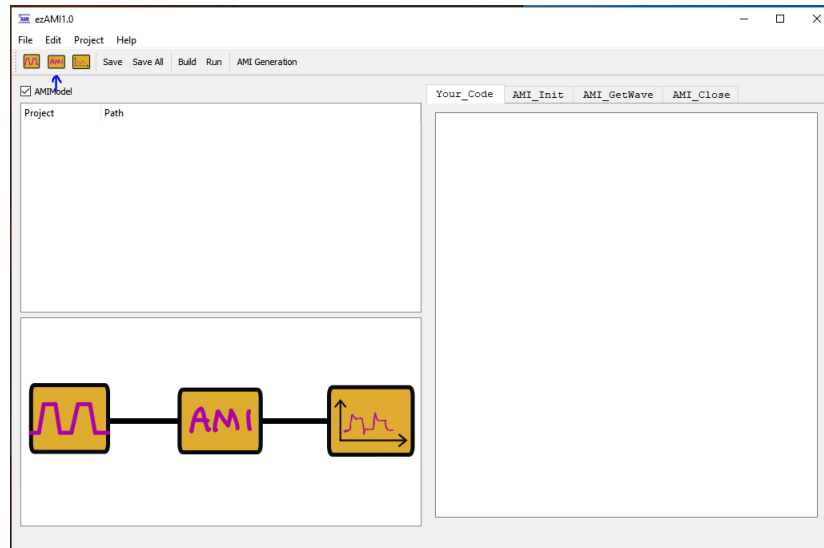 ezAMI1.0
File Edit Project Help
AMI Save Save All Build Run AMI Generation
AMIModel
Your_Code AMI_Init AMI_GetWave AMI_Close
Project Path
AMI